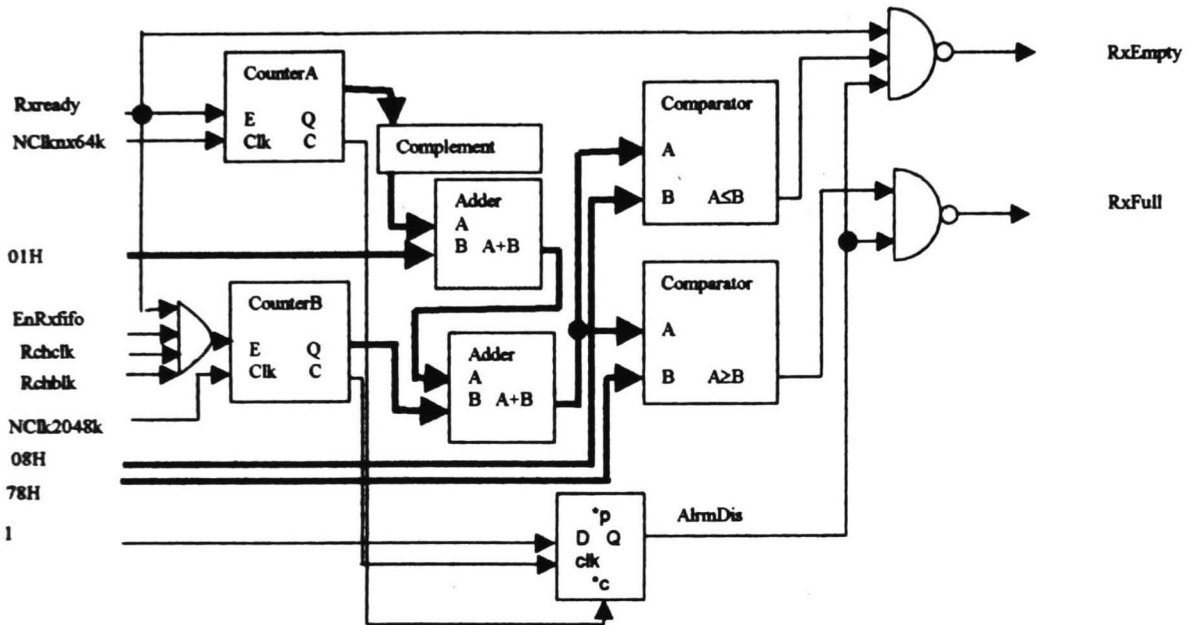 RxEmpty
CounterA
Rxready
E Q
NClknx64k
Clk C
Complement
Comparator
A
B A≤B
RxFull
Adder
A
B A+B
01H
CounterB
EnRxfifo
Rchclk
E Q
Rchblk
Clk C
NClk2048k
Adder
A
B A+B
Comparator
A
B A≥B
08H
78H
1
*p
D Q
clk
*c
AlrmDis